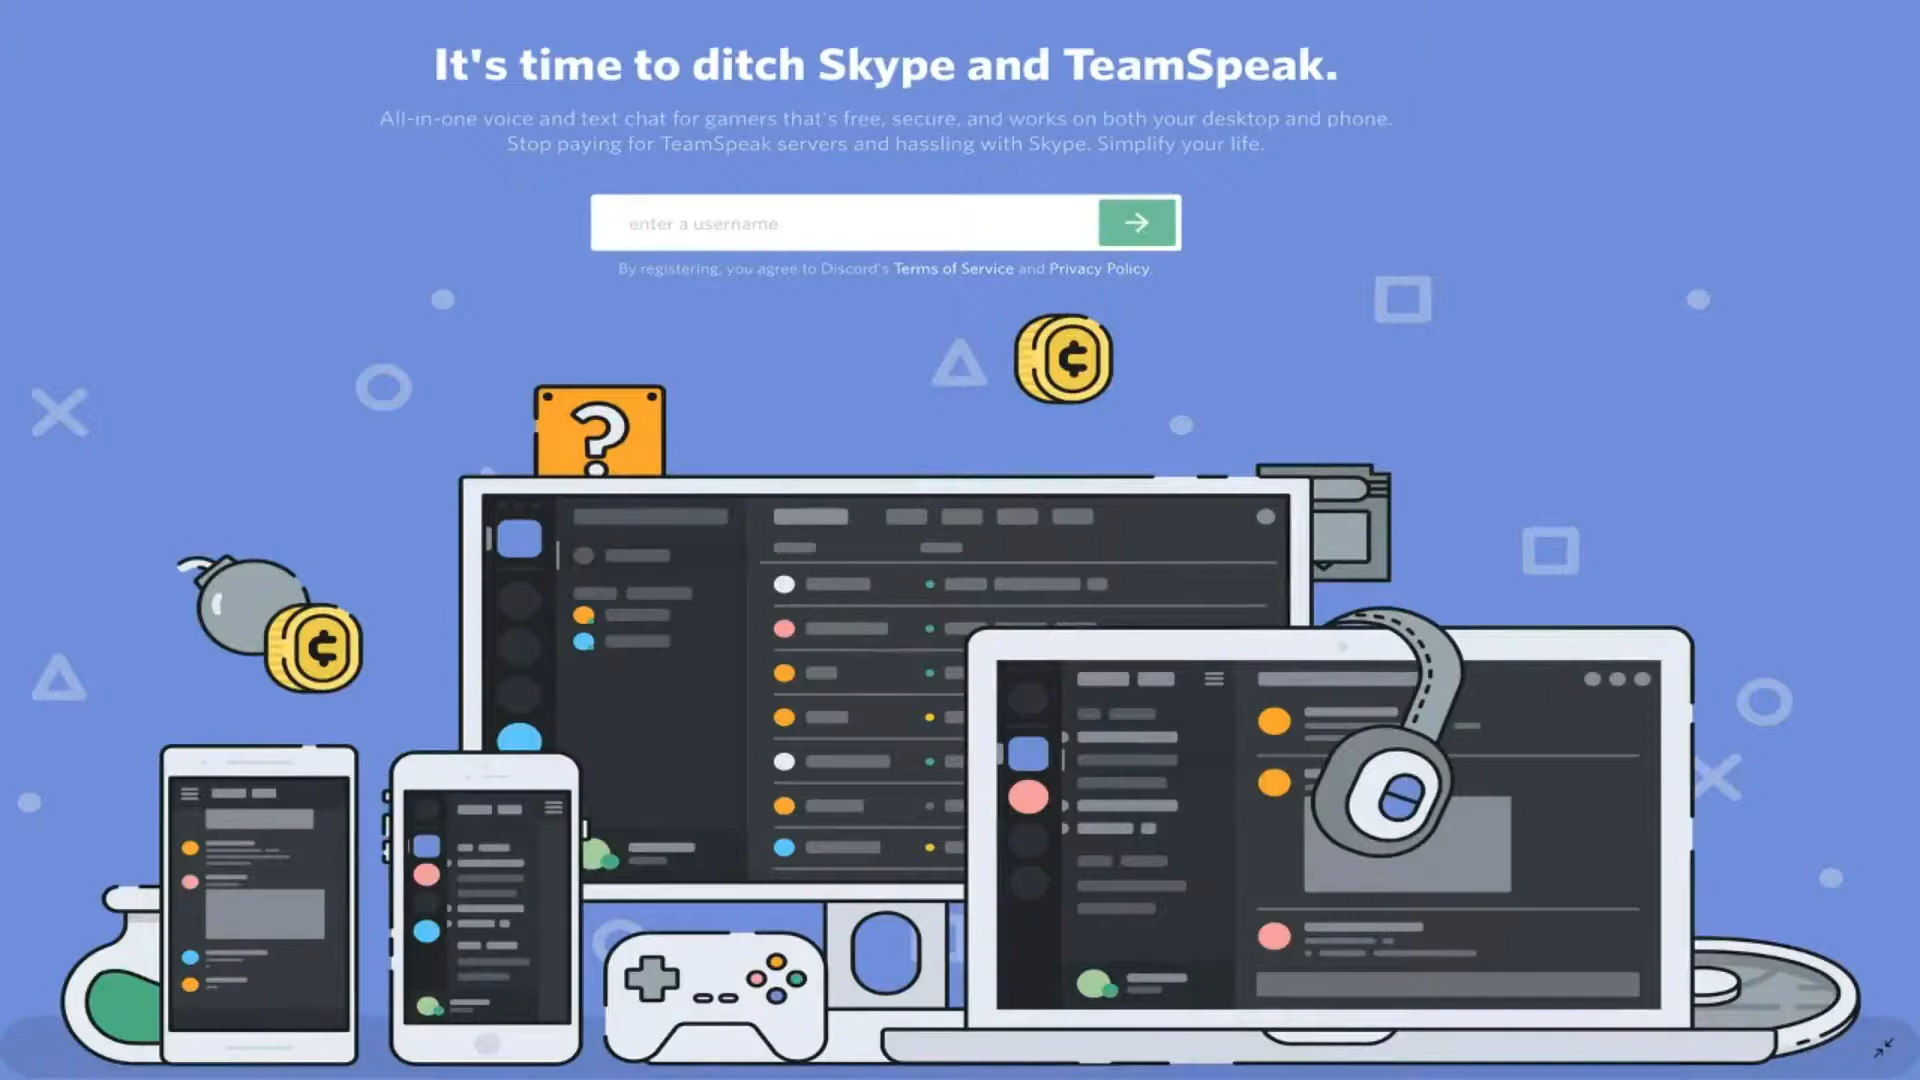 It's time to ditch Skype and TeamSpeak.
All-in-one voice and text chat for gamers that's free, secure, and works on both your desktop and phone.
Stop paying for TeamSpeak servers and hassling with Skype. Simplify your life.
enter a username
By registering, you agree to Discord's Terms of Service and Privacy Policy.
?
¢
¢